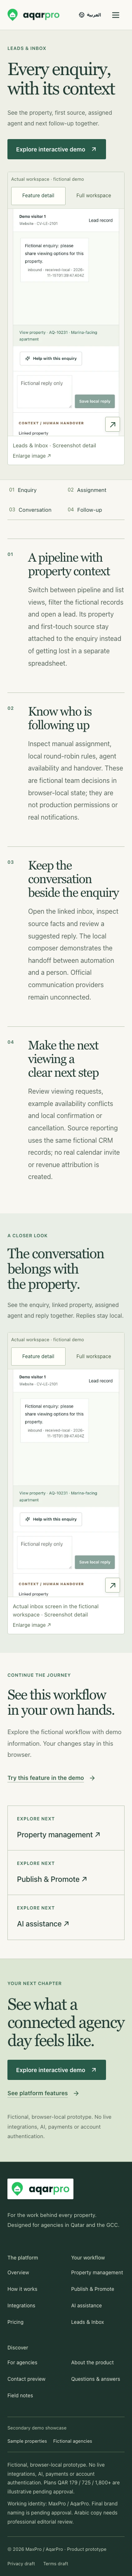 aqarpro
العربية
LEADS & INBOX
Every enquiry,
with its context
See the property, first source, assigned
agent and next follow-up together.
Explore interactive demo
Actual workspace · fictional demo
Feature detail
Full workspace
Demo visitor 1
Lead record
Fictional enquiry: please
share viewing options for this
property.
View property · AQ-10231 · Marina-facing
apartment
Help with this enquiry
Fictional reply only
Save local reply
CONTEXT / HUMAN HANDOVER
Linked property
Leads & Inbox · Screenshot detail
Enlarge image ↗
01 Enquiry
02 Assignment
03 Conversation
04 Follow-up
01
A pipeline with
property context
Switch between pipeline and list
views, filter the fictional records
and open a lead. Its property
and first-touch source stay
attached to the enquiry instead
of getting lost in a separate
spreadsheet.
02
Know who is
following up
Inspect manual assignment,
local round-robin rules, agent
availability and handover. These
are fictional team decisions in
browser-local state; they are
not production permissions or
real notifications.
03
Keep the
conversation
beside the enquiry
Open the linked inbox, inspect
source facts and review a
suggested reply. The local
composer demonstrates the
handoff between automation
and a person. Official
communication providers
remain unconnected.
04
Make the next
viewing a
clear next step
Review viewing requests,
sample availability and
local confirmation or
cancellation. Source reporting
uses the same fictional CRM
records; no real calendar invite
or revenue attribution is
created.
A CLOSER LOOK
The conversation
belongs with
the property.
See the enquiry, linked property, assigned
agent and reply together. Replies stay local.
Actual workspace · fictional demo
Feature detail
Full workspace
Demo visitor 1
Lead record
Fictional enquiry: please
share viewing options for this
property.
View property · AQ-10231 · Marina-facing
apartment
Help with this enquiry
Fictional reply only
Save local reply
CONTEXT / HUMAN HANDOVER
Linked property
Actual inbox screen in the fictional
workspace · Screenshot detail
Enlarge image ↗
CONTINUE THE JOURNEY
See this workflow
in your own hands.
Explore the fictional workflow with demo
information. Your changes stay in this
browser.
Try this feature in the demo →
EXPLORE NEXT
Property management ↗
EXPLORE NEXT
Publish & Promote ↗
EXPLORE NEXT
AI assistance ↗
YOUR NEXT CHAPTER
See what a
connected agency
day feels like.
Explore interactive demo
See platform features →
Fictional, browser-local prototype. No live
integrations, AI, payments or account
authentication.
aqarpro
For the work behind every property.
Designed for agencies in Qatar and the GCC.
The platform
Your workflow
Overview
Property management
How it works
Publish & Promote
Integrations
AI assistance
Pricing
Leads & Inbox
Discover
For agencies
About the product
Contact preview
Questions & answers
Field notes
Secondary demo showcase
Sample properties
Fictional agencies
Fictional, browser-local prototype. No live
integrations, AI, payments or account
authentication. Plans QAR 179 / 725 / 1,800+ are
illustrative pending approval.
Working identity: MaxPro / AqarPro. Final brand
naming is pending approval. Arabic copy needs
professional editorial review.
© 2026 MaxPro / AqarPro · Product prototype
Privacy draft
Terms draft